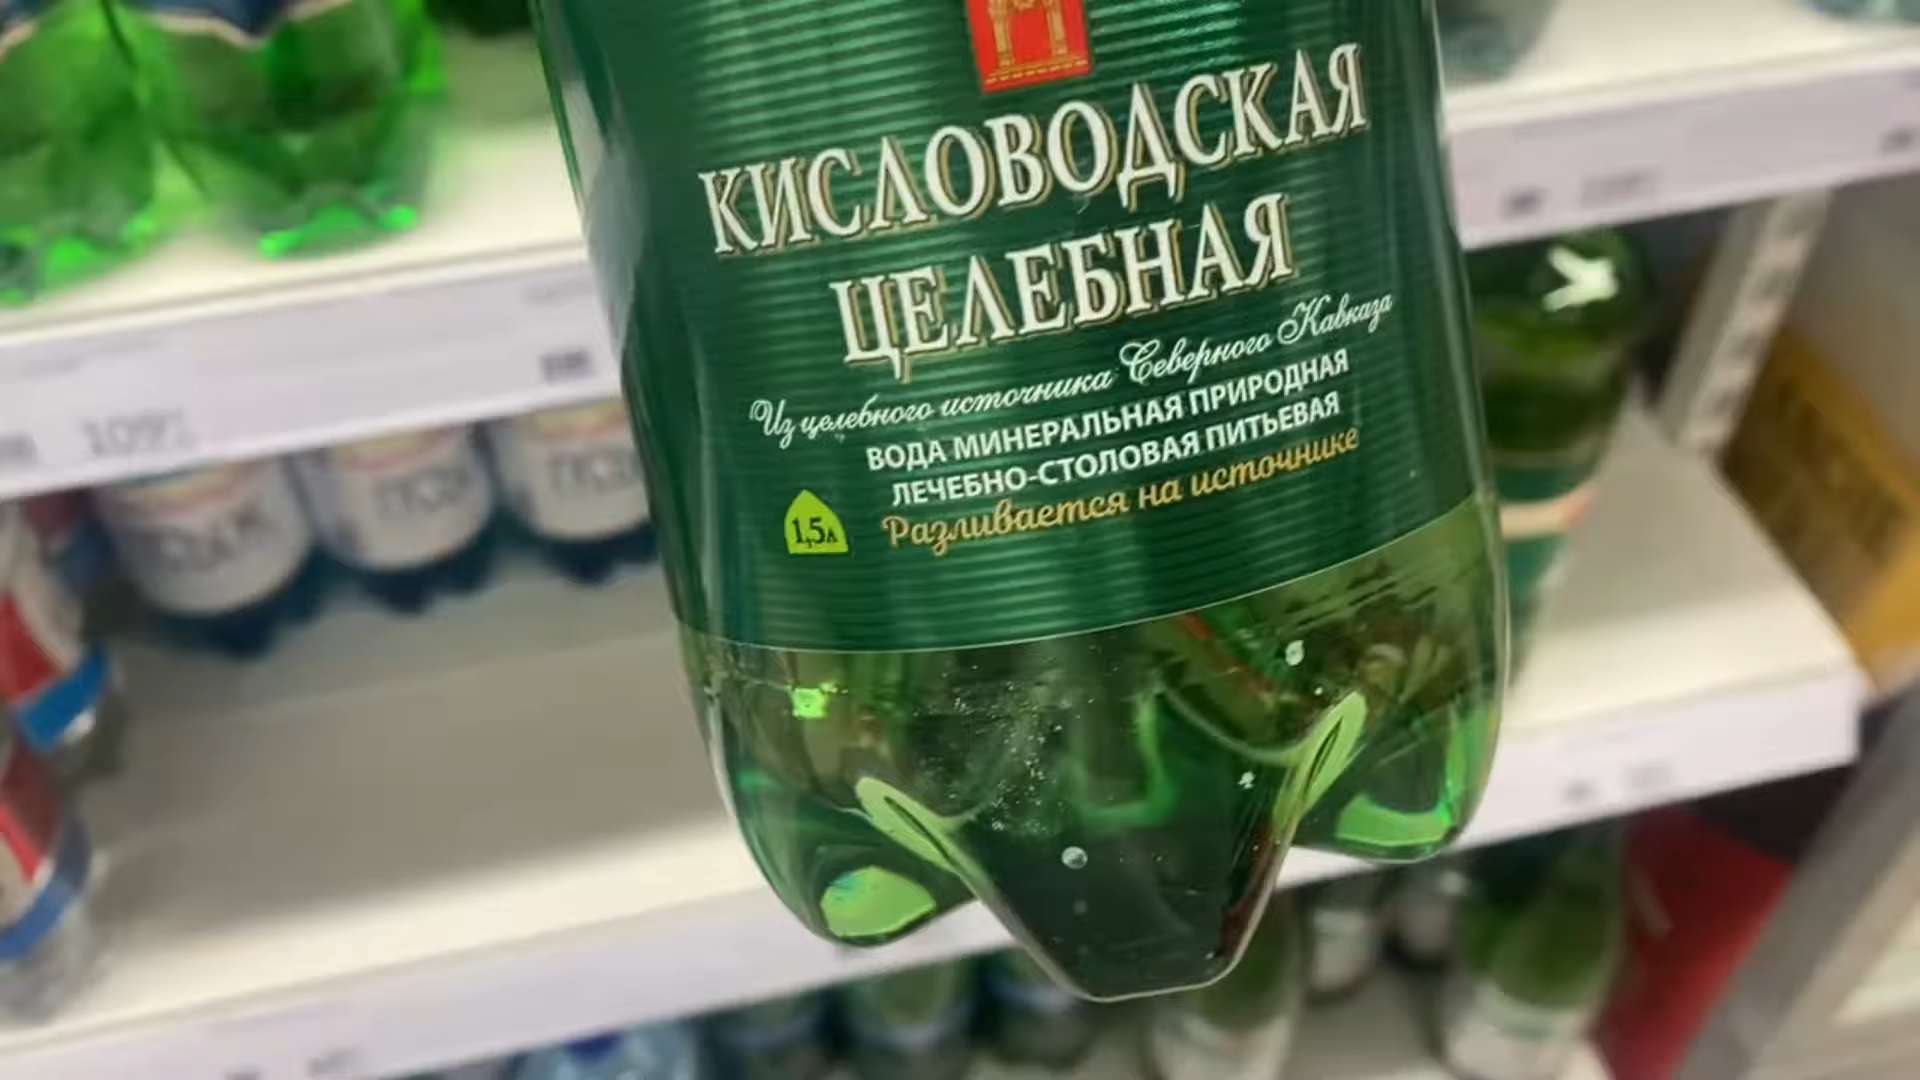 КИСЛОВОДСКАЯ
ЦЕЛЕБНАЯ
Из целебного источника Северного Кавказа
ВОДА МИНЕРАЛЬНАЯ ПРИРОДНАЯ
ЛЕЧЕБНО-СТОЛОВАЯ ПИТЬЕВАЯ
Разливается на источнике
1,5л